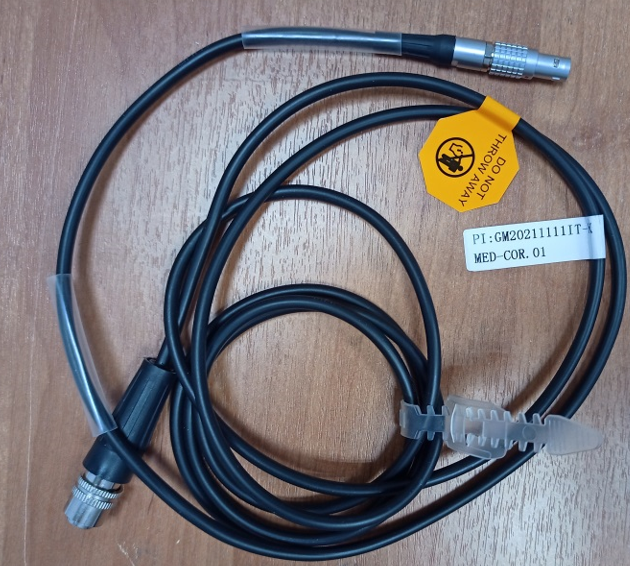 DO NOT
THROW AWAY
PI:GM20211111IT-
MED-COR.01